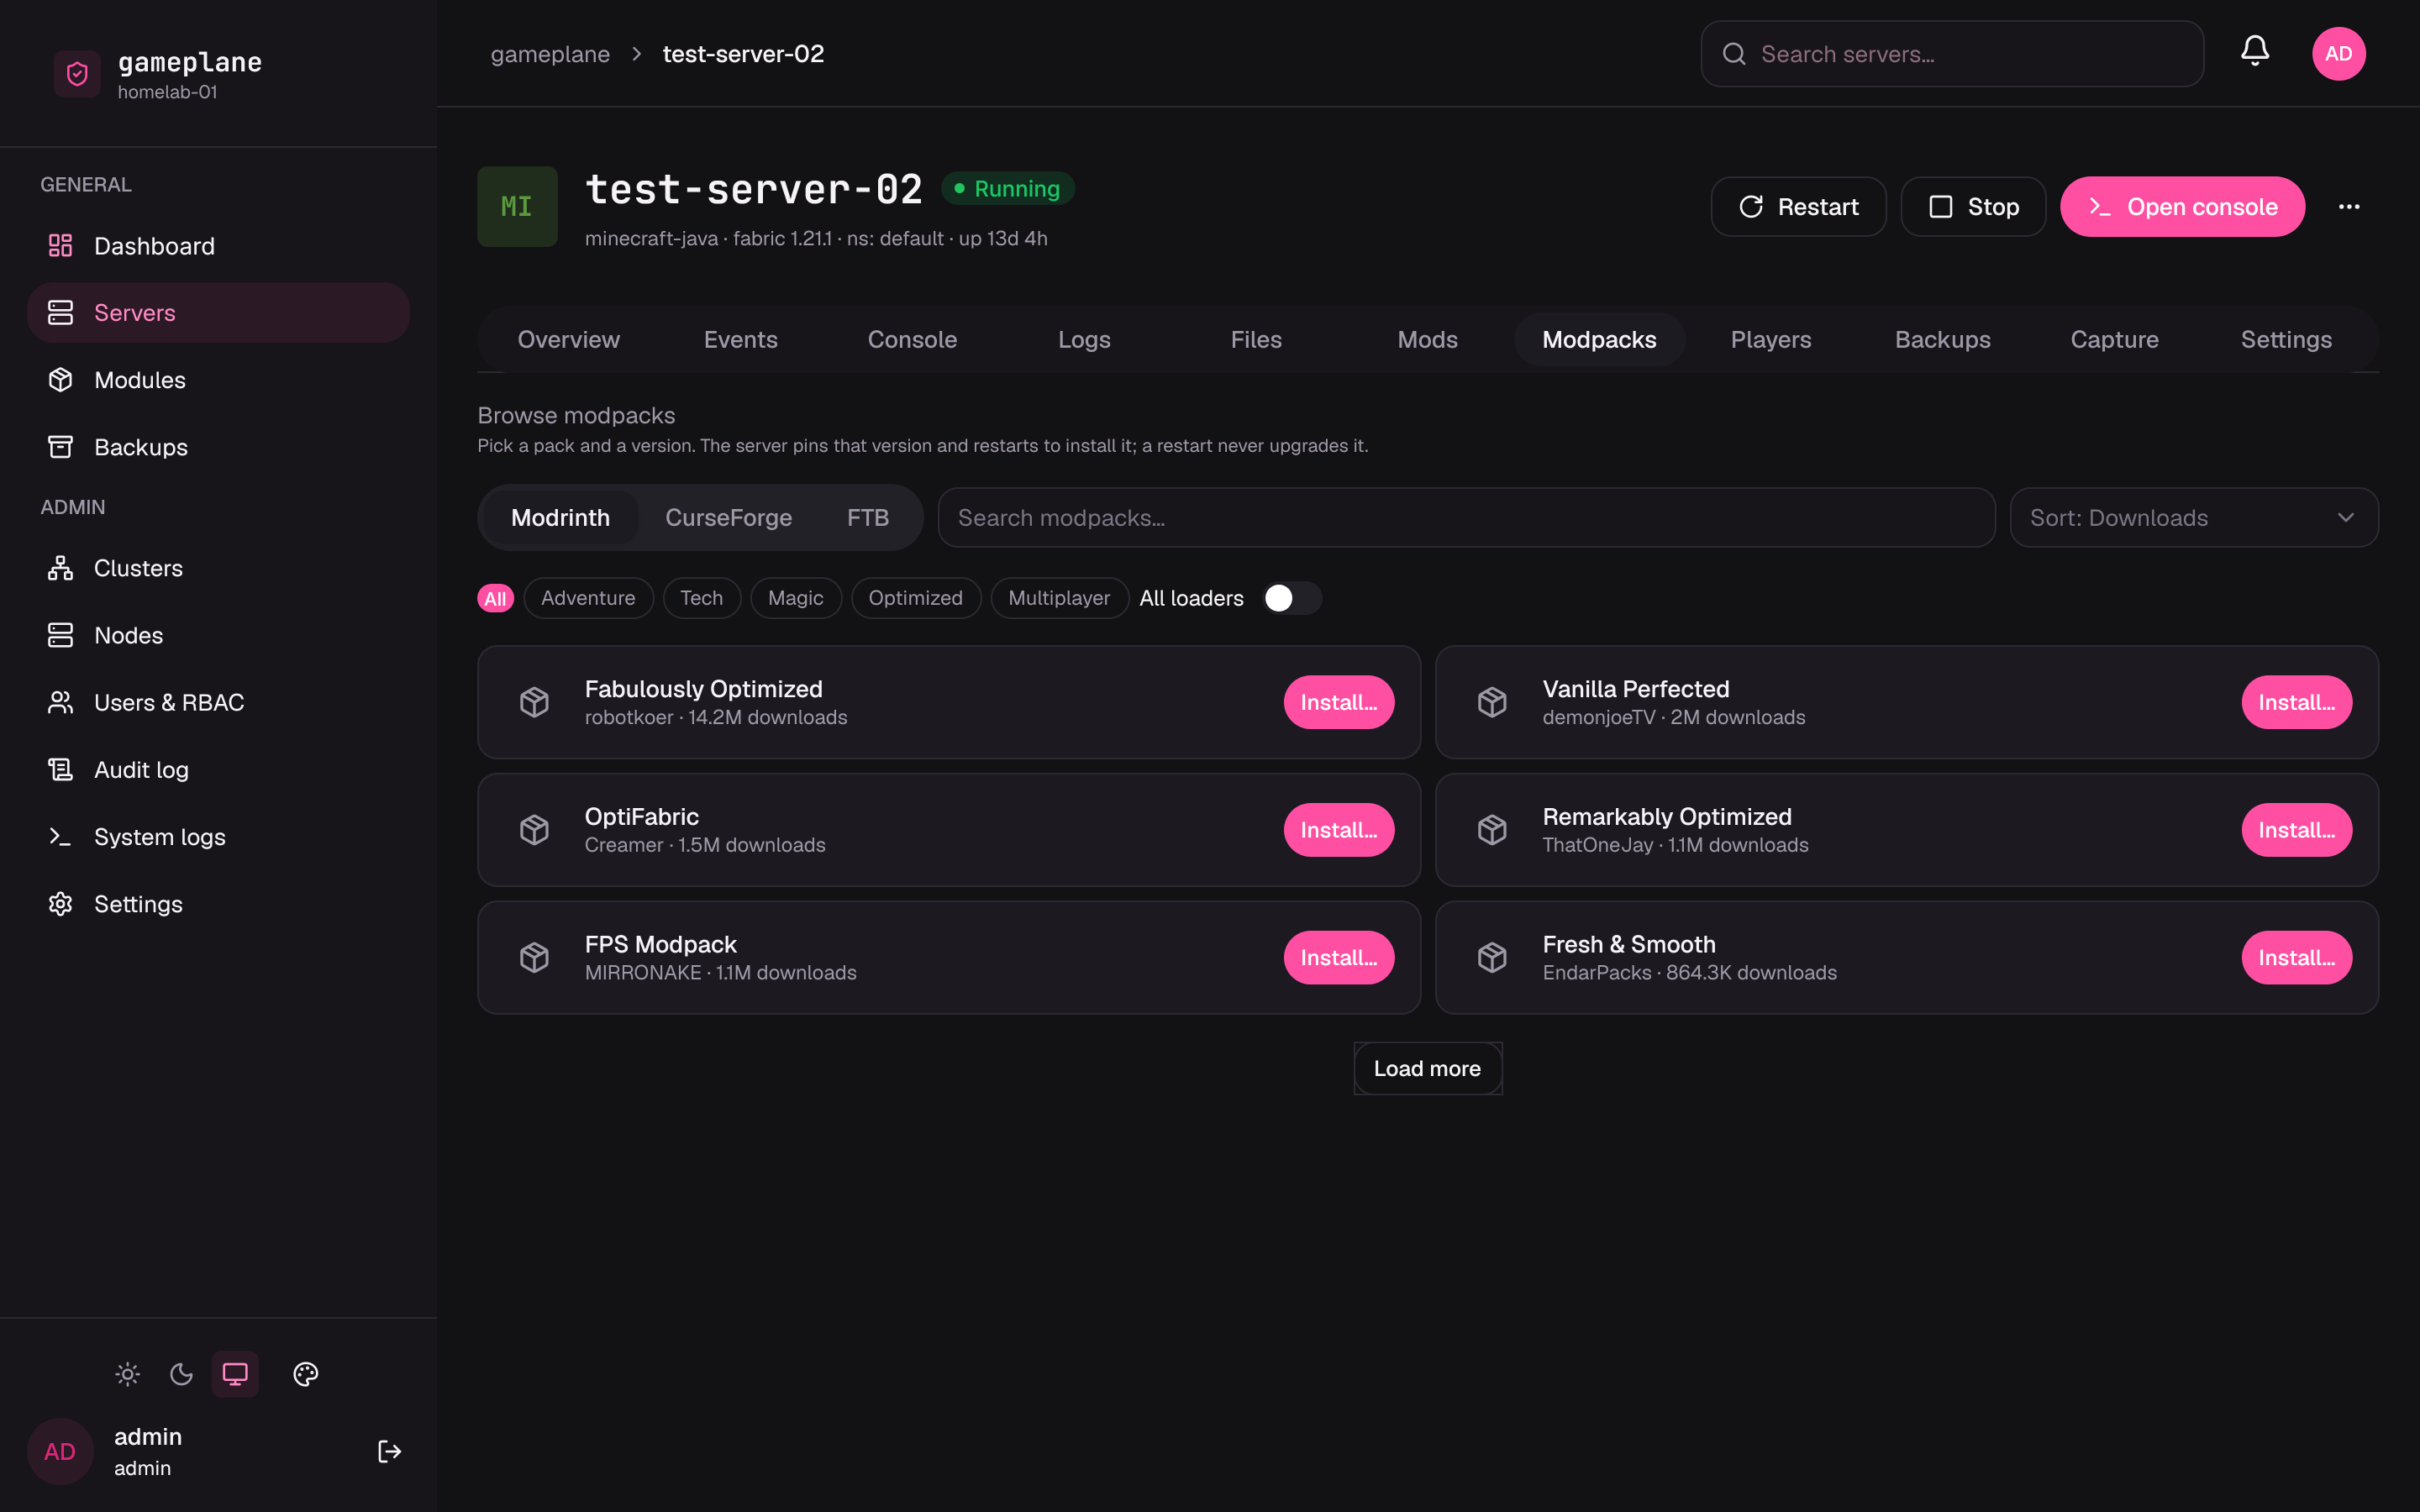 gameplane
homelab-01
GENERAL
Dashboard
Servers
Modules
Backups
ADMIN
Clusters
Nodes
Users & RBAC
Audit log
System logs
Settings
AD
admin
admin
gameplane > test-server-02
Search servers...
AD
MI
test-server-02
Running
minecraft-java · fabric 1.21.1 · ns: default · up 13d 4h
Restart
Stop
Open console
Overview
Events
Console
Logs
Files
Mods
Modpacks
Players
Backups
Capture
Settings
Browse modpacks
Pick a pack and a version. The server pins that version and restarts to install it; a restart never upgrades it.
Modrinth
CurseForge
FTB
Search modpacks...
Sort: Downloads
All
Adventure
Tech
Magic
Optimized
Multiplayer
All loaders
Fabulously Optimized
robotkoer · 14.2M downloads
Install...
Vanilla Perfected
demonjoeTV · 2M downloads
Install...
OptiFabric
Creamer · 1.5M downloads
Install...
Remarkably Optimized
ThatOneJay · 1.1M downloads
Install...
FPS Modpack
MIRRONAKE · 1.1M downloads
Install...
Fresh & Smooth
EndarPacks · 864.3K downloads
Install...
Load more